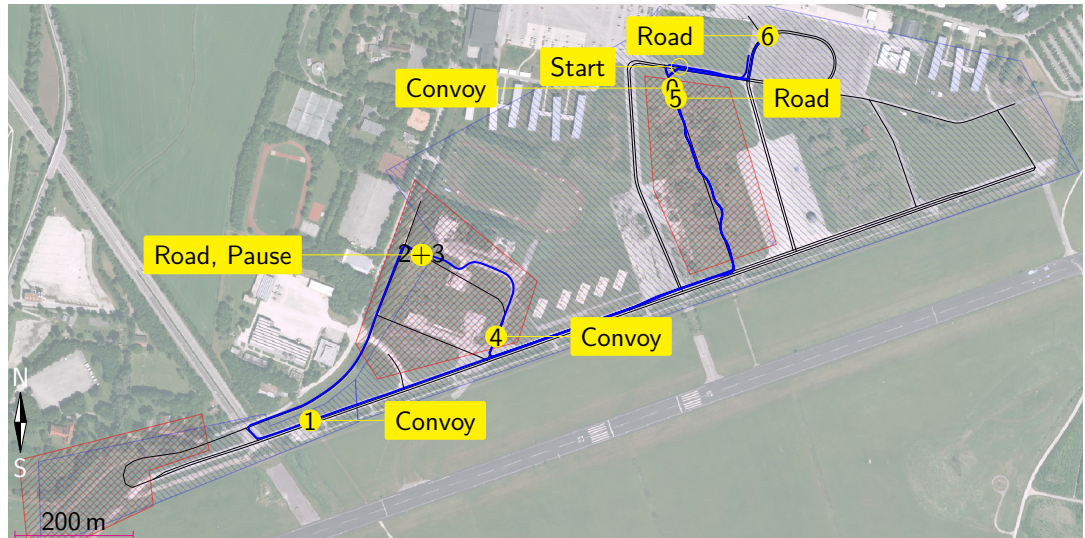 Road
6
Start
Convoy
0
5
Road
Road, Pause
2+3
4
Convoy
1
Convoy
N
S
200 m